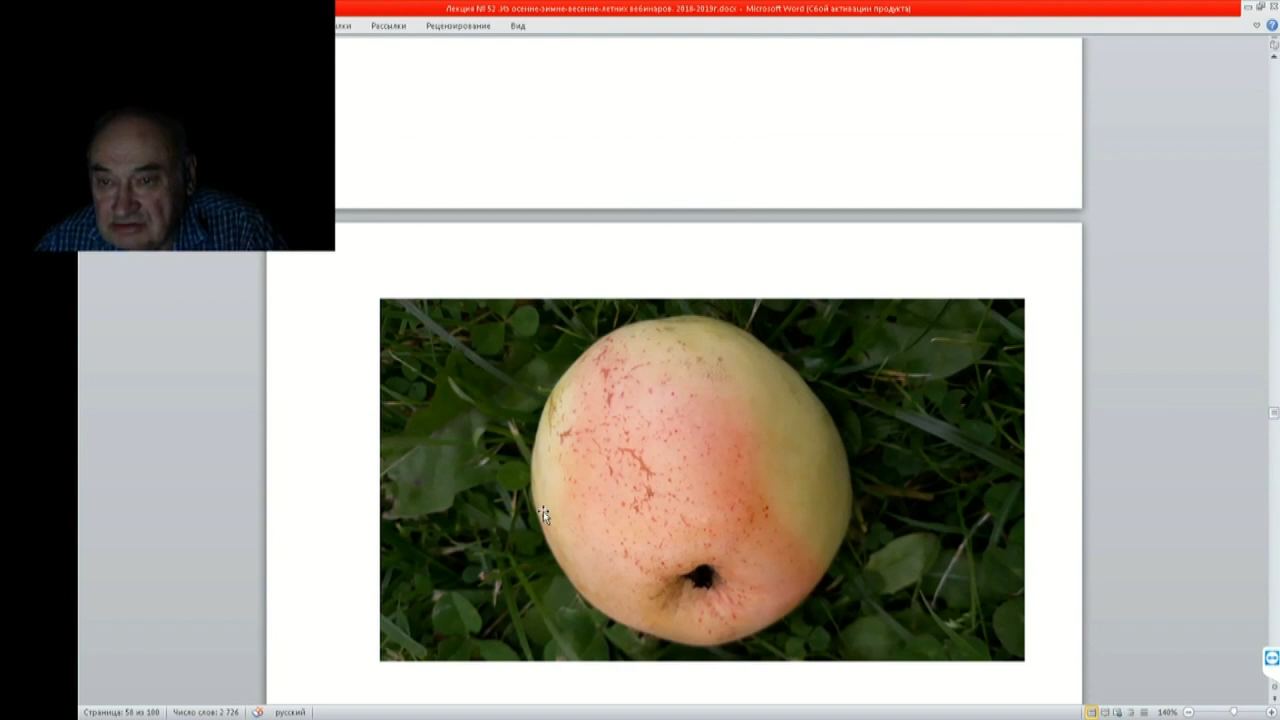 Лекция № 52 .Из осенне-зимне-весенне-летних вебинаров. 2018-2019г.docx - Microsoft Word (Сбой активации продукта)
Рассылки Рецензирование Вид
Страница: 58 из 100 Число слов: 2 726 русский 140%